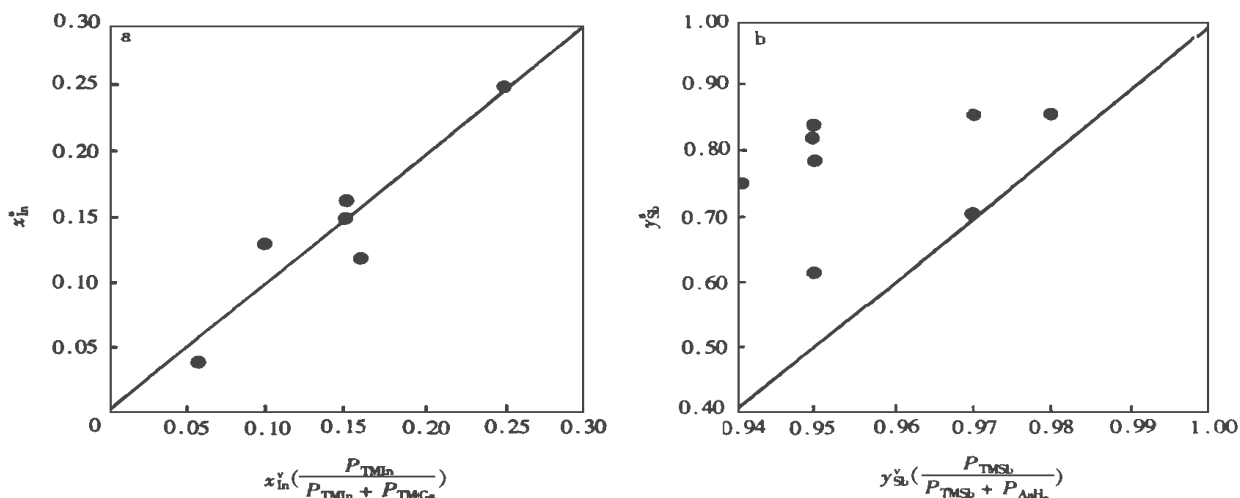 a
0.30
0.25
0.20
0.15
0.10
0.05
0
0.05 0.10 0.15 0.20 0.25 0.30
x^s_In
x^v_In ( P_TMIn / P_TMIn + P_TMGa )
b
1.00
0.90
0.80
0.70
0.60
0.50
0.40
0.94 0.95 0.96 0.97 0.98 0.99 1.00
y^s_Sb
y^v_Sb ( P_TMSb / P_TMSb + P_AsH₃ )